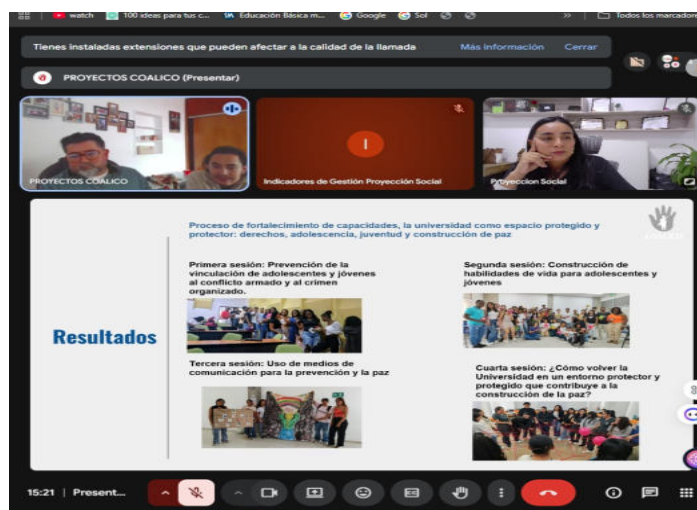 watch
100 ideas para tus c...
Educación Básica m...
Google
Sol
»
Todos los marcadores
Tienes instaladas extensiones que pueden afectar a la calidad de la llamada
Más información
Cerrar
PROYECTOS COALICO (Presentar)
PROYECTOS COALICO
I
Indicadores de Gestión Proyección Social
Proyeccion Social
Proceso de fortalecimiento de capacidades, la universidad como espacio protegido y
protector: derechos, adolescencia, juventud y construcción de paz
Resultados
Primera sesión: Prevención de la
vinculación de adolescentes y jóvenes
al conflicto armado y al crimen
organizado.
Segunda sesión: Construcción de
habilidades de vida para adolescentes y
jóvenes
Tercera sesión: Uso de medios de
comunicación para la prevención y la paz
Cuarta sesión: ¿Cómo volver la
Universidad en un entorno protector y
protegido que contribuye a la
construcción de la paz?
15:21 | Present...